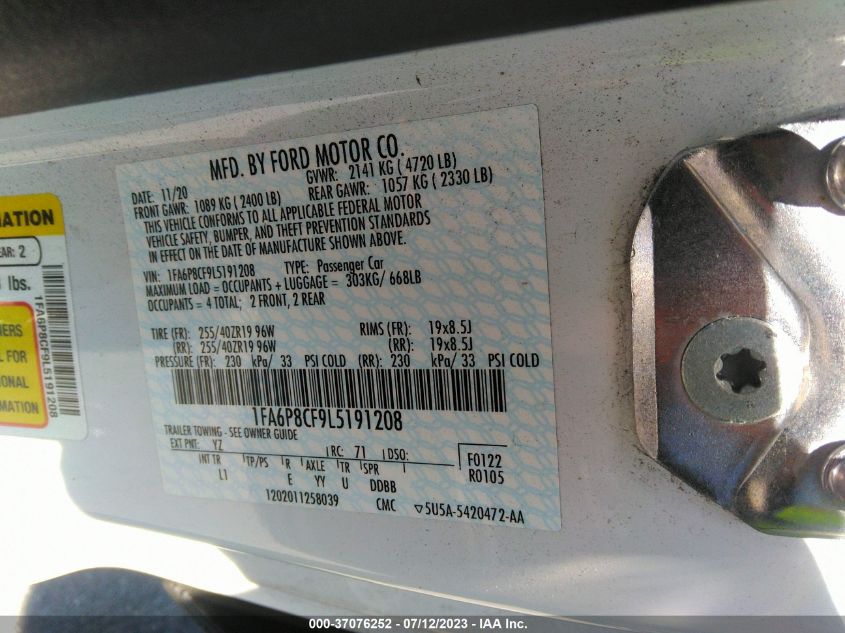 MFD. BY FORD MOTOR CO.
DATE: 11/20 GVWR: 2141 KG ( 4720 LB)
FRONT GAWR: 1089 KG ( 2400 LB) REAR GAWR: 1057 KG ( 2330 LB)
THIS VEHICLE CONFORMS TO ALL APPLICABLE FEDERAL MOTOR
VEHICLE SAFETY, BUMPER, AND THEFT PREVENTION STANDARDS
IN EFFECT ON THE DATE OF MANUFACTURE SHOWN ABOVE.
VIN: 1FA6P8CF9L5191208 TYPE: Passenger Car
MAXIMUM LOAD = OCCUPANTS + LUGGAGE = 303KG/ 668LB
OCCUPANTS = 4 TOTAL; 2 FRONT, 2 REAR
TIRE (FR): 255/40ZR19 96W RIMS (FR): 19x8.5J
(RR): 255/40ZR19 96W (RR): 19x8.5J
PRESSURE (FR): 230 kPa/ 33 PSI COLD (RR): 230 kPa/ 33 PSI COLD
1FA6P8CF9L5191208
TRAILER TOWING - SEE OWNER GUIDE
EXT PNT: YZ RC: 71 DSO: F0122
INT TR TP/PS R AXLE TR SPR R0105
L1 E YY U DDBB
1202011258039 CMC ▽5U5A-5420472-AA
MATION
EAR: 2
lbs.
1FA6P8CF9L5191208
FOR
ONAL
MATION
000-37076252 - 07/12/2023 - IAAI.COM